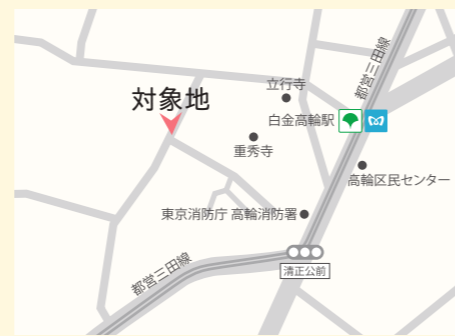 都営三田線
立行寺
対象地
白金高輪駅
重秀寺
高輪区民センター
東京消防庁 高輪消防署
都営三田線
清正公前